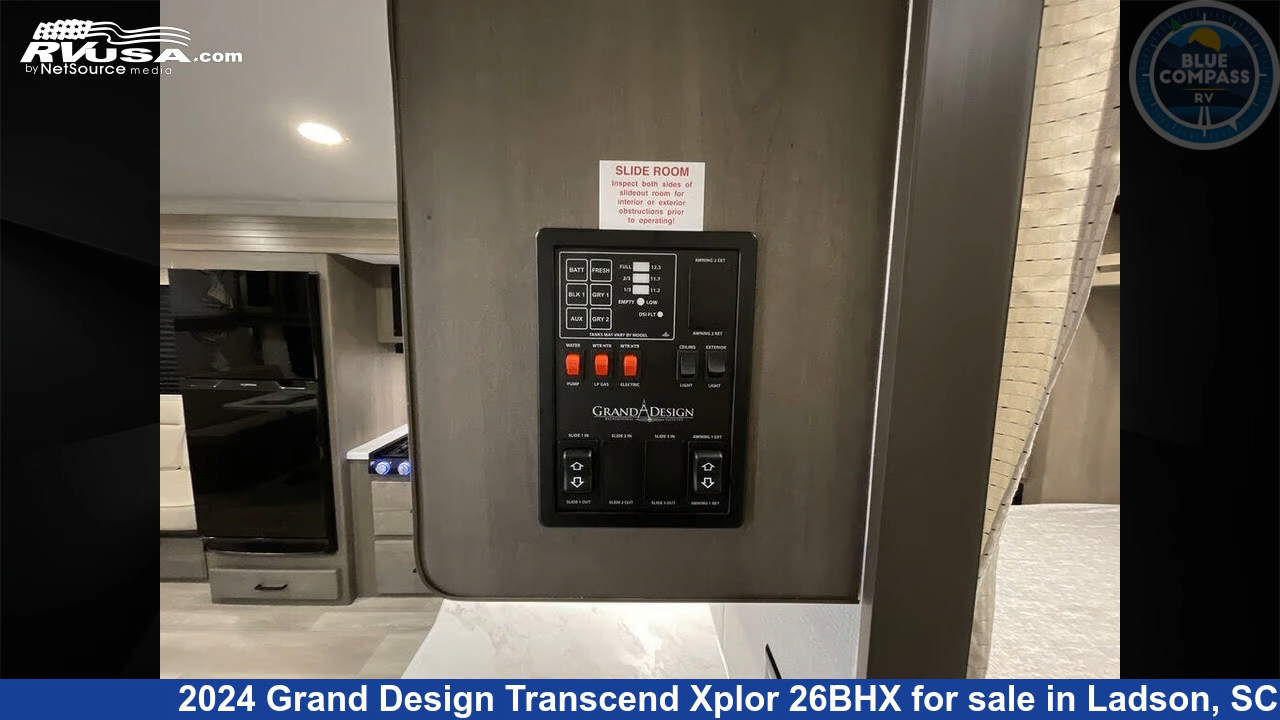 RVUSA.com
by NetSource media
BLUE
COMPASS
RV
SLIDE ROOM
Inspect both sides of
slideout room for
interior or exterior
obstructions prior
to operating!
BATT FRESH
BLK 1 GRY 1
AUX GRY 2
FULL 12.3
2/3 11.7
1/3 11.2
EMPTY LOW
DSI FLT
TANKS MAY VARY BY MODEL
AWNING 2 EXT
AWNING 2 RET
WATER WTR HTR WTR HTR CEILING EXTERIOR
PUMP LP GAS ELECTRIC LIGHT LIGHT
GRAND DESIGN
SLIDE 1 IN SLIDE 2 IN SLIDE 3 IN AWNING 1 EXT
SLIDE 1 OUT SLIDE 2 OUT SLIDE 3 OUT AWNING 1 RET
2024 Grand Design Transcend Xplor 26BHX for sale in Ladson, SC